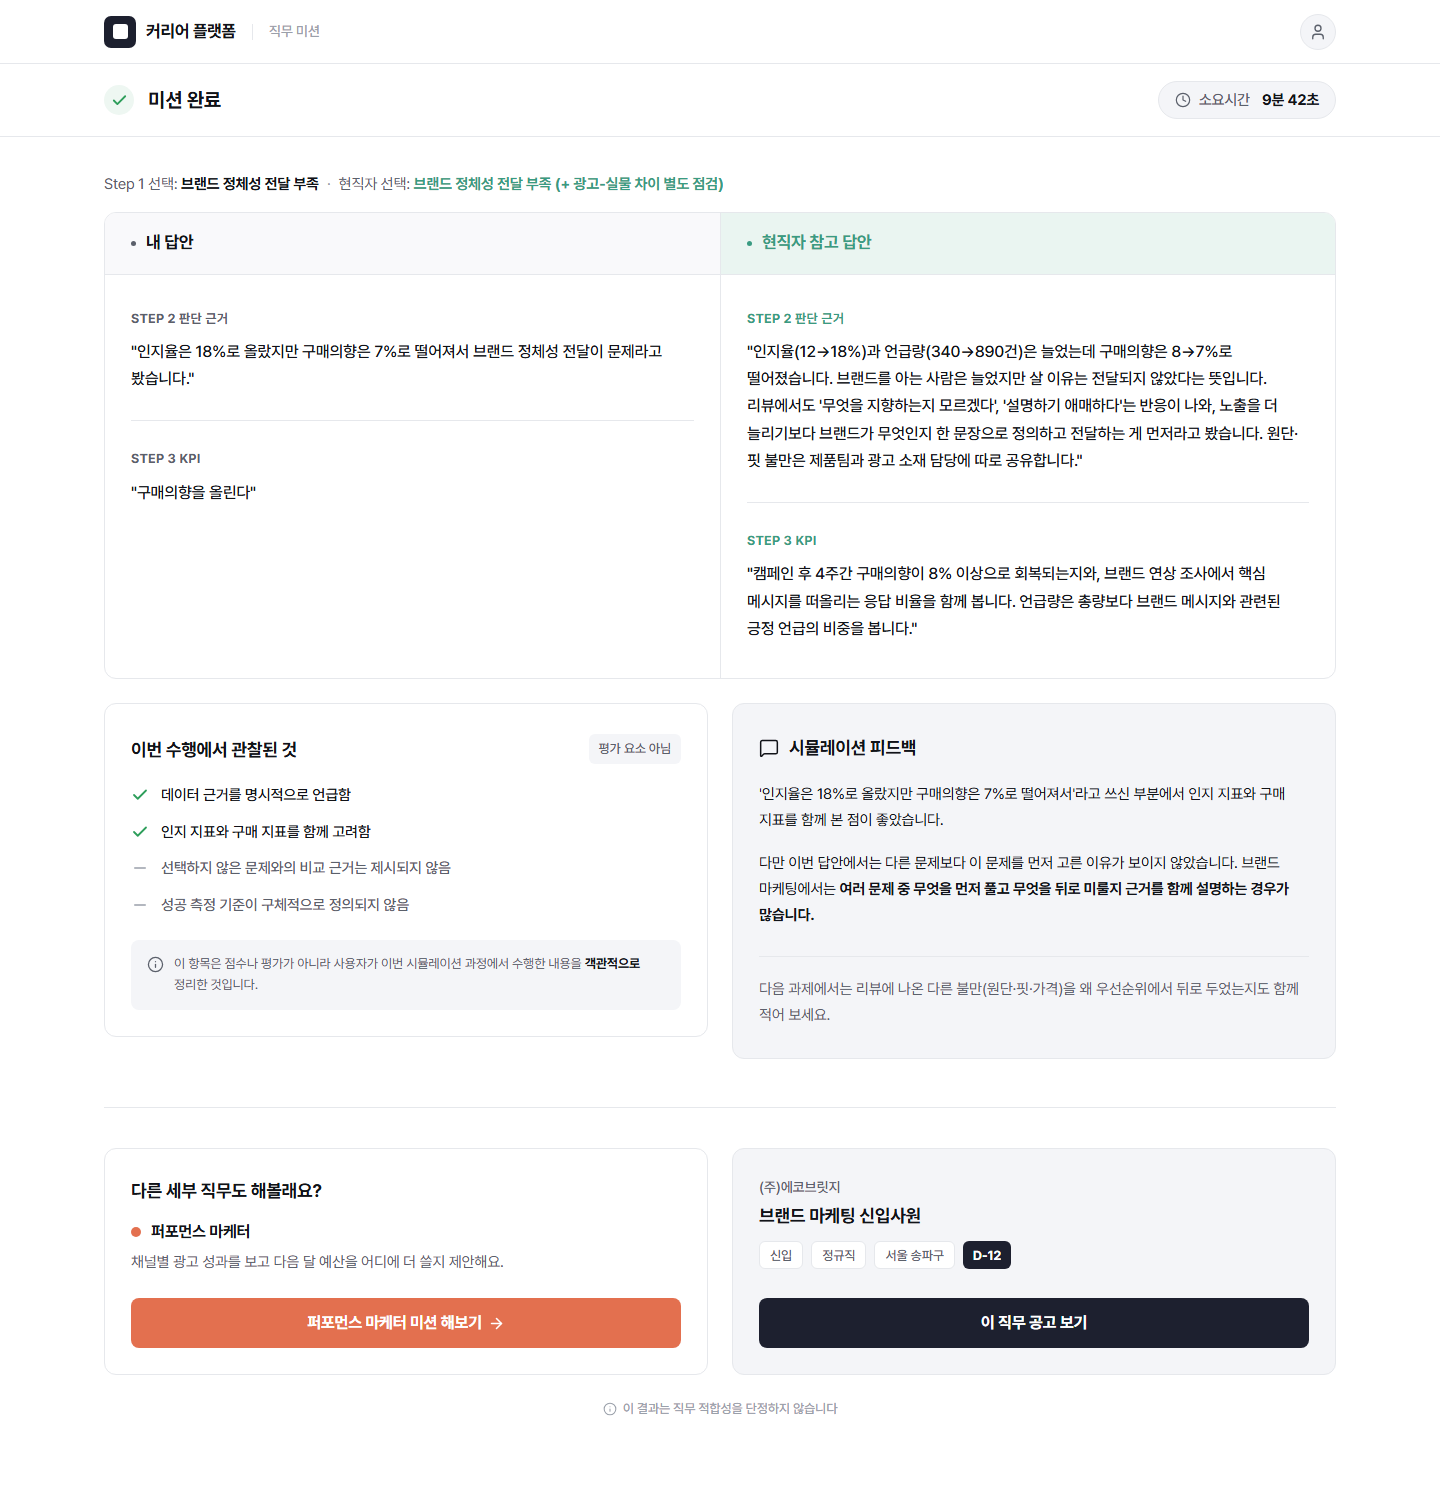 커리어 플랫폼
직무 미션
미션 완료
소요시간 9분 42초
Step 1 선택: 브랜드 정체성 전달 부족 · 현직자 선택: 브랜드 정체성 전달 부족 (+ 광고-실물 차이 별도 점검)
• 내 답안
STEP 2 판단 근거
"인지율은 18%로 올랐지만 구매의향은 7%로 떨어져서 브랜드 정체성 전달이 문제라고
봤습니다."
STEP 3 KPI
"구매의향을 올린다"
• 현직자 참고 답안
STEP 2 판단 근거
"인지율(12→18%)과 언급량(340→890건)은 늘었는데 구매의향은 8→7%로
떨어졌습니다. 브랜드를 아는 사람은 늘었지만 살 이유는 전달되지 않았다는 뜻입니다.
리뷰에서도 '무엇을 지향하는지 모르겠다', '설명하기 애매하다'는 반응이 나와, 노출을 더
늘리기보다 브랜드가 무엇인지 한 문장으로 정의하고 전달하는 게 먼저라고 봤습니다. 원단·
핏 불만은 제품팀과 광고 소재 담당에 따로 공유합니다."
STEP 3 KPI
"캠페인 후 4주간 구매의향이 8% 이상으로 회복되는지와, 브랜드 연상 조사에서 핵심
메시지를 떠올리는 응답 비율을 함께 봅니다. 언급량은 총량보다 브랜드 메시지와 관련된
긍정 언급의 비중을 봅니다."
이번 수행에서 관찰된 것
평가 요소 아님
데이터 근거를 명시적으로 언급함
인지 지표와 구매 지표를 함께 고려함
선택하지 않은 문제와의 비교 근거는 제시되지 않음
성공 측정 기준이 구체적으로 정의되지 않음
이 항목은 점수나 평가가 아니라 사용자가 이번 시뮬레이션 과정에서 수행한 내용을 객관적으로
정리한 것입니다.
시뮬레이션 피드백
'인지율은 18%로 올랐지만 구매의향은 7%로 떨어져서'라고 쓰신 부분에서 인지 지표와 구매
지표를 함께 본 점이 좋았습니다.
다만 이번 답안에서는 다른 문제보다 이 문제를 먼저 고른 이유가 보이지 않았습니다. 브랜드
마케팅에서는 여러 문제 중 무엇을 먼저 풀고 무엇을 뒤로 미룰지 근거를 함께 설명하는 경우가
많습니다.
다음 과제에서는 리뷰에 나온 다른 불만(원단·핏·가격)을 왜 우선순위에서 뒤로 두었는지도 함께
적어 보세요.
다른 세부 직무도 해볼래요?
퍼포먼스 마케터
채널별 광고 성과를 보고 다음 달 예산을 어디에 더 쓸지 제안해요.
퍼포먼스 마케터 미션 해보기 →
(주)에코브릿지
브랜드 마케팅 신입사원
신입
정규직
서울 송파구
D-12
이 직무 공고 보기
이 결과는 직무 적합성을 단정하지 않습니다